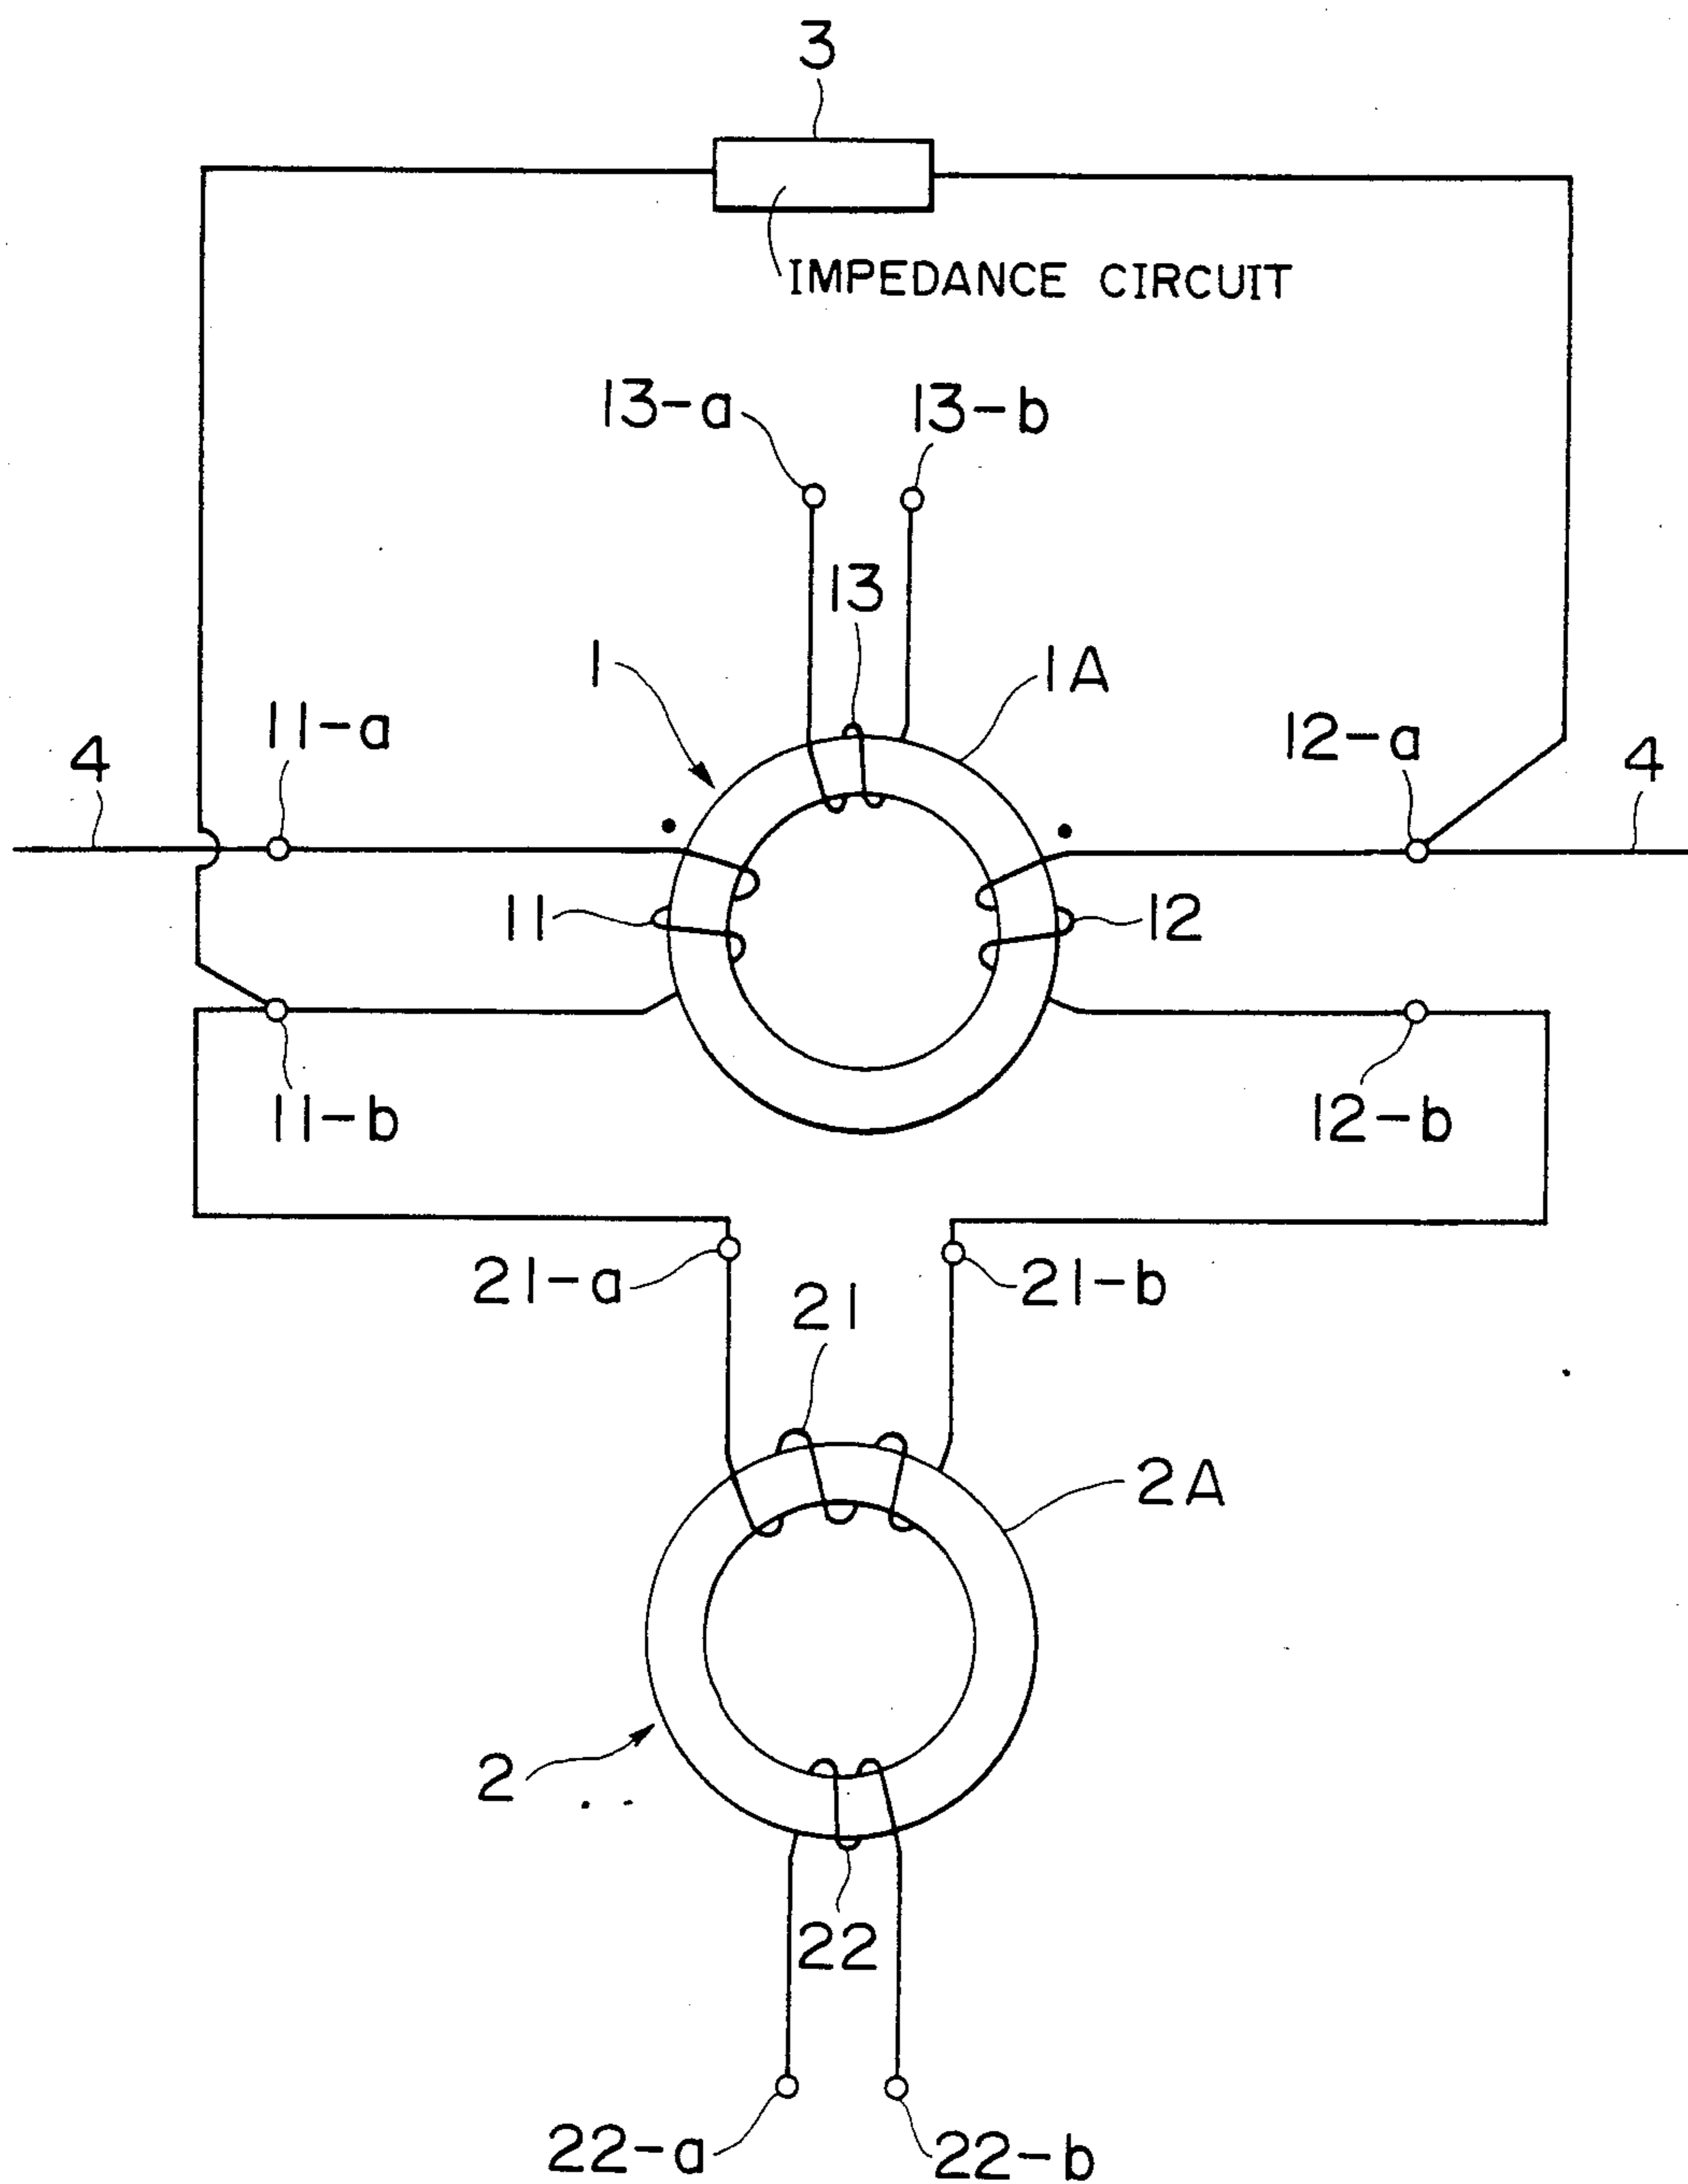 3
IMPEDANCE CIRCUIT
13-a
13-b
13
1
1A
11-a
12-a
4
4
11
12
11-b
12-b
21-a
21-b
21
2A
2
22
22-a
22-b